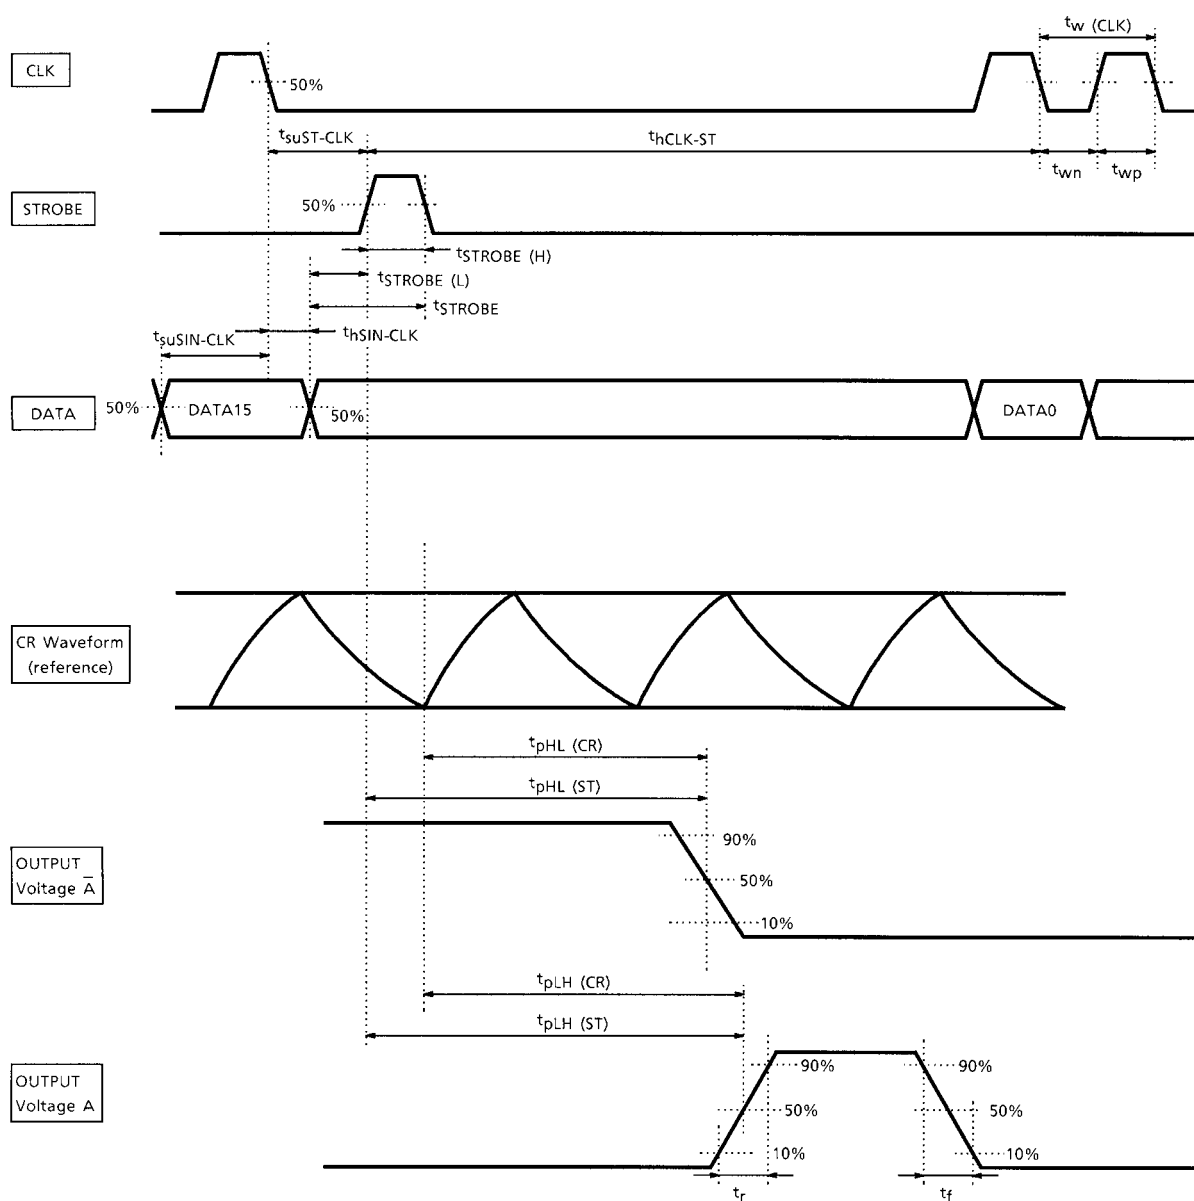 tw (CLK)
CLK
50%
tsuST-CLK
thCLK-ST
twn
twp
STROBE
50%
tSTROBE (H)
tSTROBE (L)
tSTROBE
tsuSIN-CLK
thSIN-CLK
DATA
50%
DATA15
50%
DATA0
CR Waveform
(reference)
tpHL (CR)
tpHL (ST)
OUTPUT
Voltage A̅
90%
50%
10%
tpLH (CR)
tpLH (ST)
OUTPUT
Voltage A
90%
50%
10%
90%
50%
10%
tr
tf